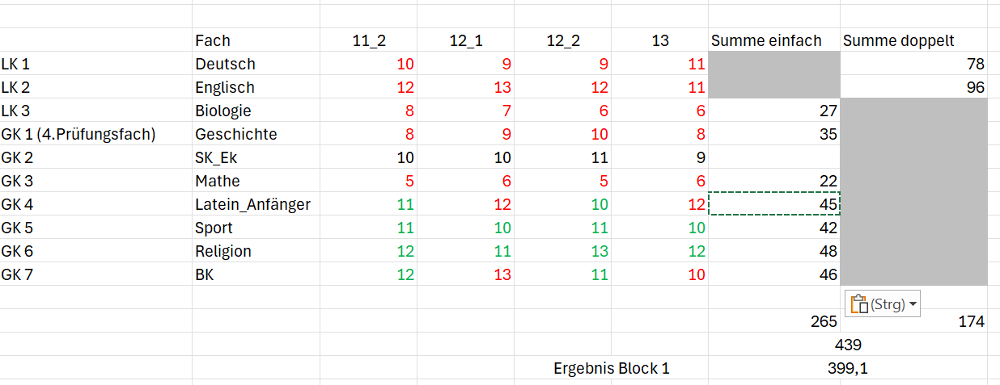 Fach 11_2 12_1 12_2 13 Summe einfach Summe doppelt
LK 1 Deutsch 10 9 9 11 78
LK 2 Englisch 12 13 12 11 96
LK 3 Biologie 8 7 6 6 27
GK 1 (4.Prüfungsfach) Geschichte 8 9 10 8 35
GK 2 SK_Ek 10 10 11 9
GK 3 Mathe 5 6 5 6 22
GK 4 Latein_Anfänger 11 12 10 12 45
GK 5 Sport 11 10 11 10 42
GK 6 Religion 12 11 13 12 48
GK 7 BK 12 13 11 10 46
(Strg)
265 174
439
Ergebnis Block 1 399,1